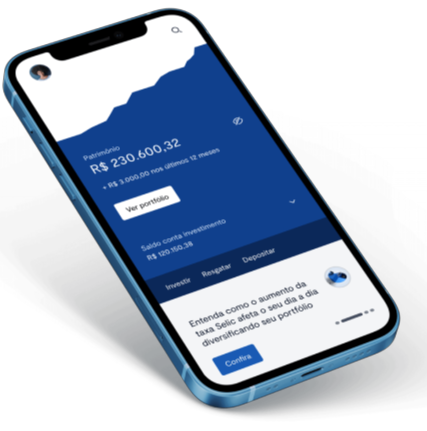 Patrimônio
R$ 230.600,32
+ R$ 3.000,00 nos últimos 12 meses
Ver portfólio
Saldo conta investimento
R$ 120.150,38
Investir Resgatar Depositar
Entenda como o aumento da
taxa Selic afeta o seu dia a dia
diversificando seu portfólio
Confira